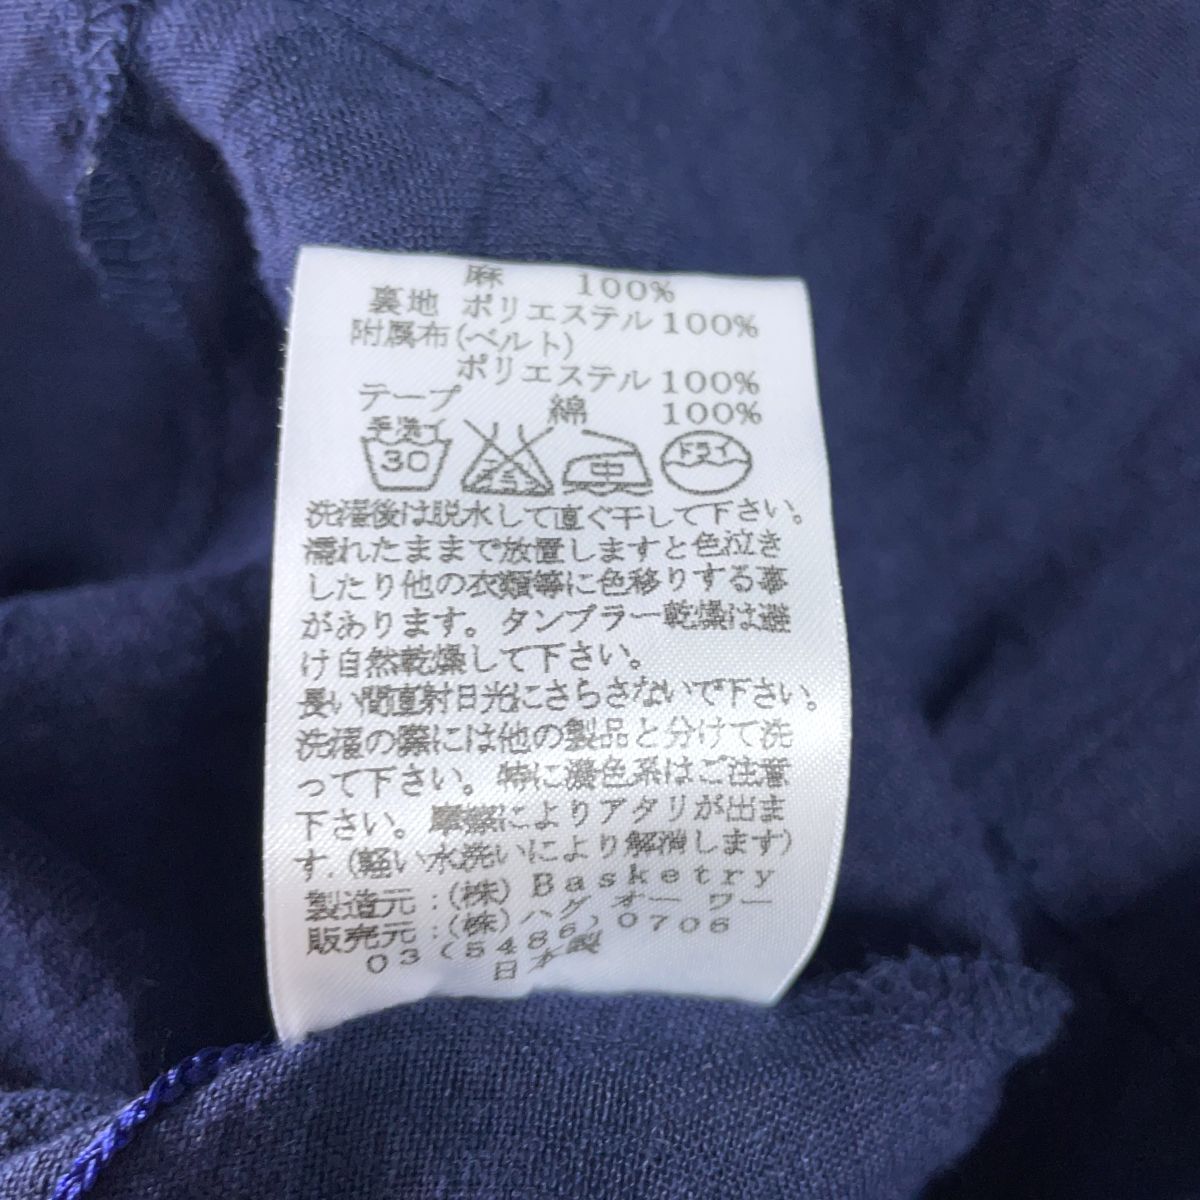 麻 100%
裏地 ポリエステル100%
附属布(ベルト)
ポリエステル100%
テープ 綿 100%
手洗イ 30 エンソサラシ 中 ドライ
洗濯後は脱水して直ぐ干して下さい。
濡れたままで放置しますと色泣き
したり他の衣類等に色移りする事
があります。タンブラー乾燥は避
け自然乾燥して下さい。
長い間直射日光にさらさないで下さい。
洗濯の際には他の製品と分けて洗
って下さい。特に濃色系はご注意
下さい。摩擦によりアタリが出ま
す.(軽い水洗いにより解消します)
製造元:(株)Basketry
販売元:(株)ハグ オー ワー
03(5486)0706
日本製